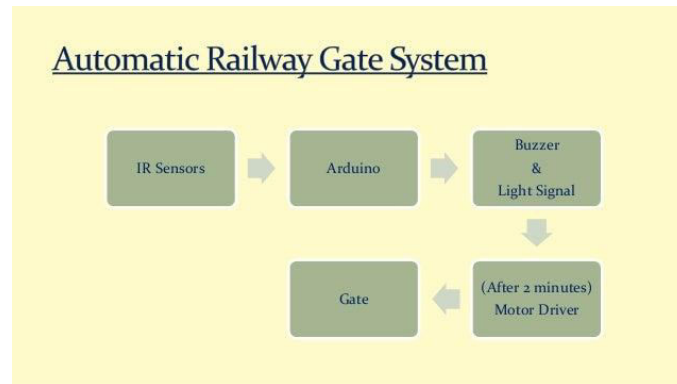 Automatic Railway Gate System
IR Sensors
Arduino
Buzzer
&
Light Signal
(After 2 minutes)
Motor Driver
Gate